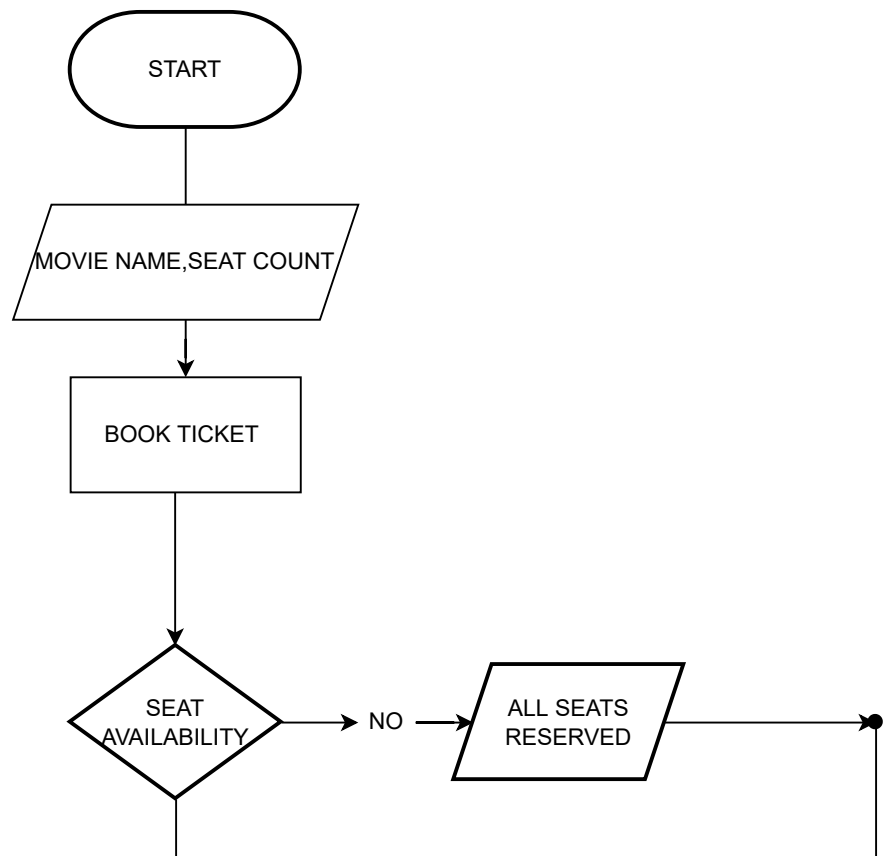 START
MOVIE NAME,SEAT COUNT
BOOK TICKET
SEAT
AVAILABILITY
NO
ALL SEATS
RESERVED